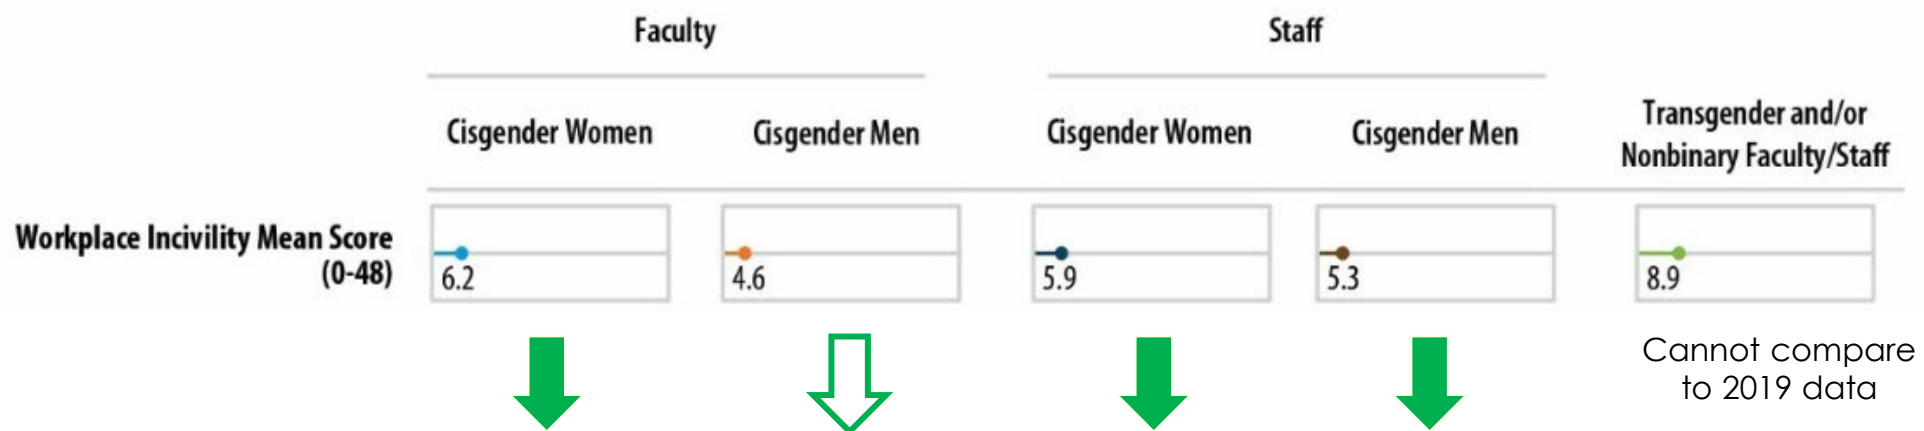 Faculty
Staff
Cisgender Women
Cisgender Men
Cisgender Women
Cisgender Men
Transgender and/or
Nonbinary Faculty/Staff
Workplace Incivility Mean Score
(0-48)
6.2
4.6
5.9
5.3
8.9
Cannot compare
to 2019 data